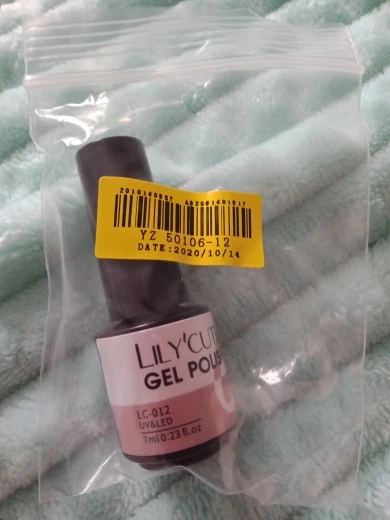 YZ 50106-12
DATE:2020/10/14
LILY'CUTE
GEL POLISH
LC-012
UV&LED
7ml 0.23 fl.oz